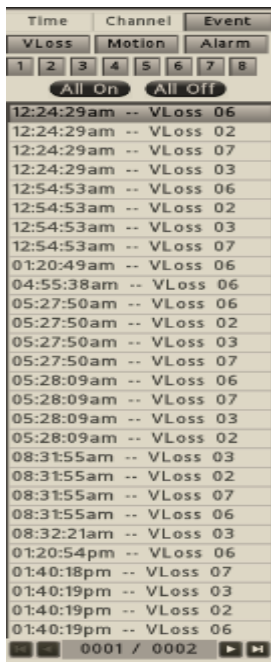 Time Channel Event
VLoss Motion Alarm
1 2 3 4 5 6 7 8
All On All Off
12:24:29am -- VLoss 06
12:24:29am -- VLoss 02
12:24:29am -- VLoss 07
12:24:29am -- VLoss 03
12:54:53am -- VLoss 06
12:54:53am -- VLoss 02
12:54:53am -- VLoss 03
12:54:53am -- VLoss 07
01:20:49am -- VLoss 06
04:55:38am -- VLoss 06
05:27:50am -- VLoss 06
05:27:50am -- VLoss 02
05:27:50am -- VLoss 03
05:27:50am -- VLoss 07
05:28:09am -- VLoss 06
05:28:09am -- VLoss 07
05:28:09am -- VLoss 03
05:28:09am -- VLoss 02
08:31:55am -- VLoss 03
08:31:55am -- VLoss 02
08:31:55am -- VLoss 07
08:31:55am -- VLoss 06
08:32:21am -- VLoss 03
01:20:54pm -- VLoss 06
01:40:18pm -- VLoss 07
01:40:19pm -- VLoss 03
01:40:19pm -- VLoss 02
01:40:19pm -- VLoss 06
0001 / 0002